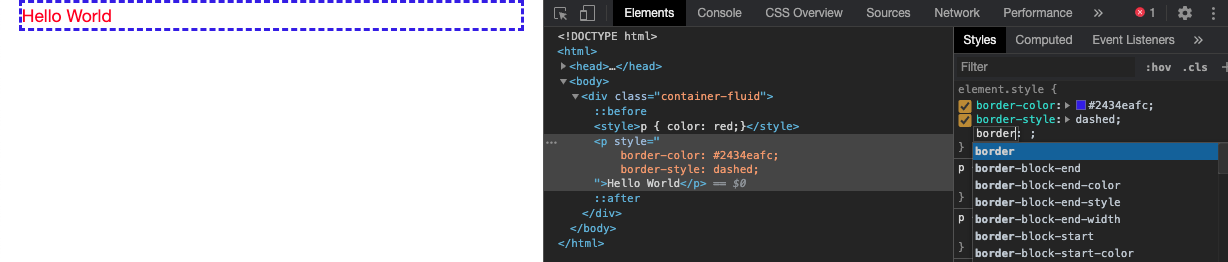 Hello World
Elements Console CSS Overview Sources Network Performance » 1
<!DOCTYPE html>
<html>
<head>…</head>
<body>
<div class="container-fluid">
::before
<style>p { color: red;}</style>
<p style="
border-color: #2434eafc;
border-style: dashed;
">Hello World</p> == $0
::after
</div>
</body>
</html>
Styles Computed Event Listeners »
Filter :hov .cls +
element.style {
border-color: #2434eafc;
border-style: dashed;
border: ;
}
border
p
border-block-end
border-block-end-color
}
border-block-end-style
p
border-block-end-width
border-block-start
}
border-block-start-color